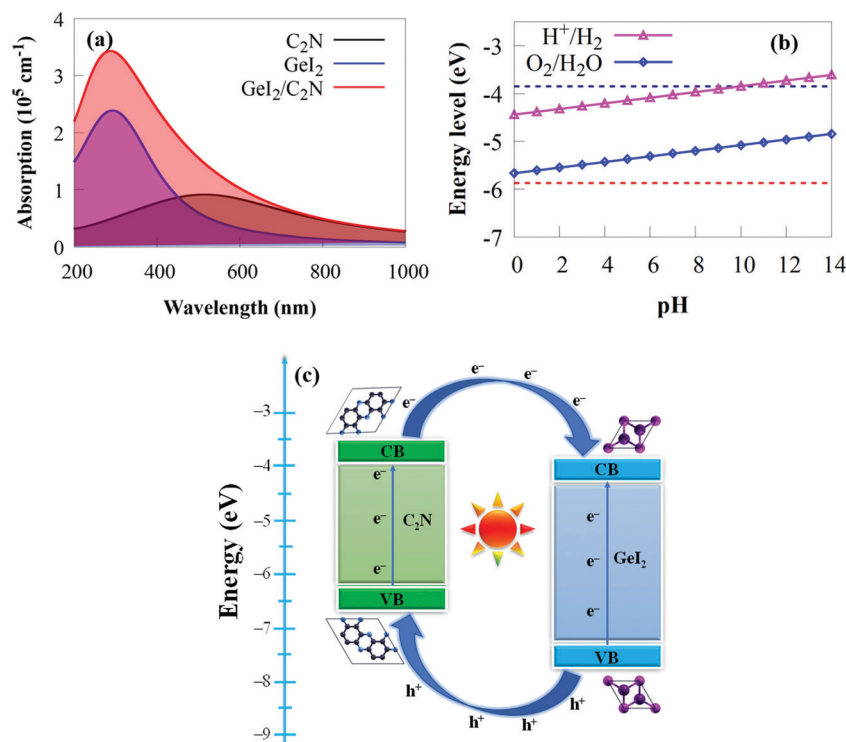 (a)
C₂N
GeI₂
GeI₂/C₂N
Absorption (10⁵ cm⁻¹)
4
3
2
1
0
200 400 600 800 1000
Wavelength (nm)
(b)
H⁺/H₂
O₂/H₂O
Energy level (eV)
-3
-4
-5
-6
-7
0 2 4 6 8 10 12 14
pH
(c)
Energy (eV)
−3
−4
−5
−6
−7
−8
−9
e⁻ e⁻ e⁻ e⁻
CB
e⁻
e⁻ C₂N
e⁻
VB
CB
e⁻
e⁻ GeI₂
e⁻
VB
h⁺ h⁺ h⁺ h⁺